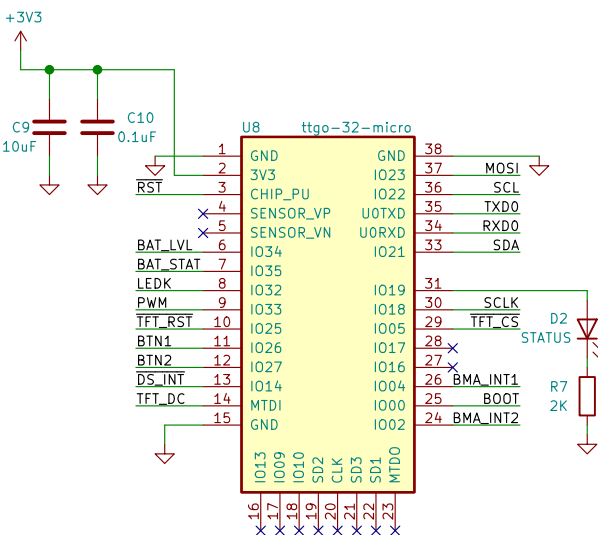 +3V3
C9
10uF
C10
0.1uF
U8 ttgo-32-micro
1 GND GND 38
2 3V3 IO23 37 MOSI
RST 3 CHIP_PU IO22 36 SCL
4 SENSOR_VP U0TXD 35 TXD0
5 SENSOR_VN U0RXD 34 RXD0
BAT_LVL 6 IO34 IO21 33 SDA
BAT_STAT 7 IO35
LEDK 8 IO32 IO19 31
PWM 9 IO33 IO18 30 SCLK
TFT_RST 10 IO25 IO05 29 TFT_CS
BTN1 11 IO26 IO17 28
BTN2 12 IO27 IO16 27
DS_INT 13 IO14 IO04 26 BMA_INT1
TFT_DC 14 MTDI IO00 25 BOOT
15 GND IO02 24 BMA_INT2
D2
STATUS
R7
2K
IO13 IO09 IO10 SD2 CLK SD3 SD1 MTDO
16 17 18 19 20 21 22 23